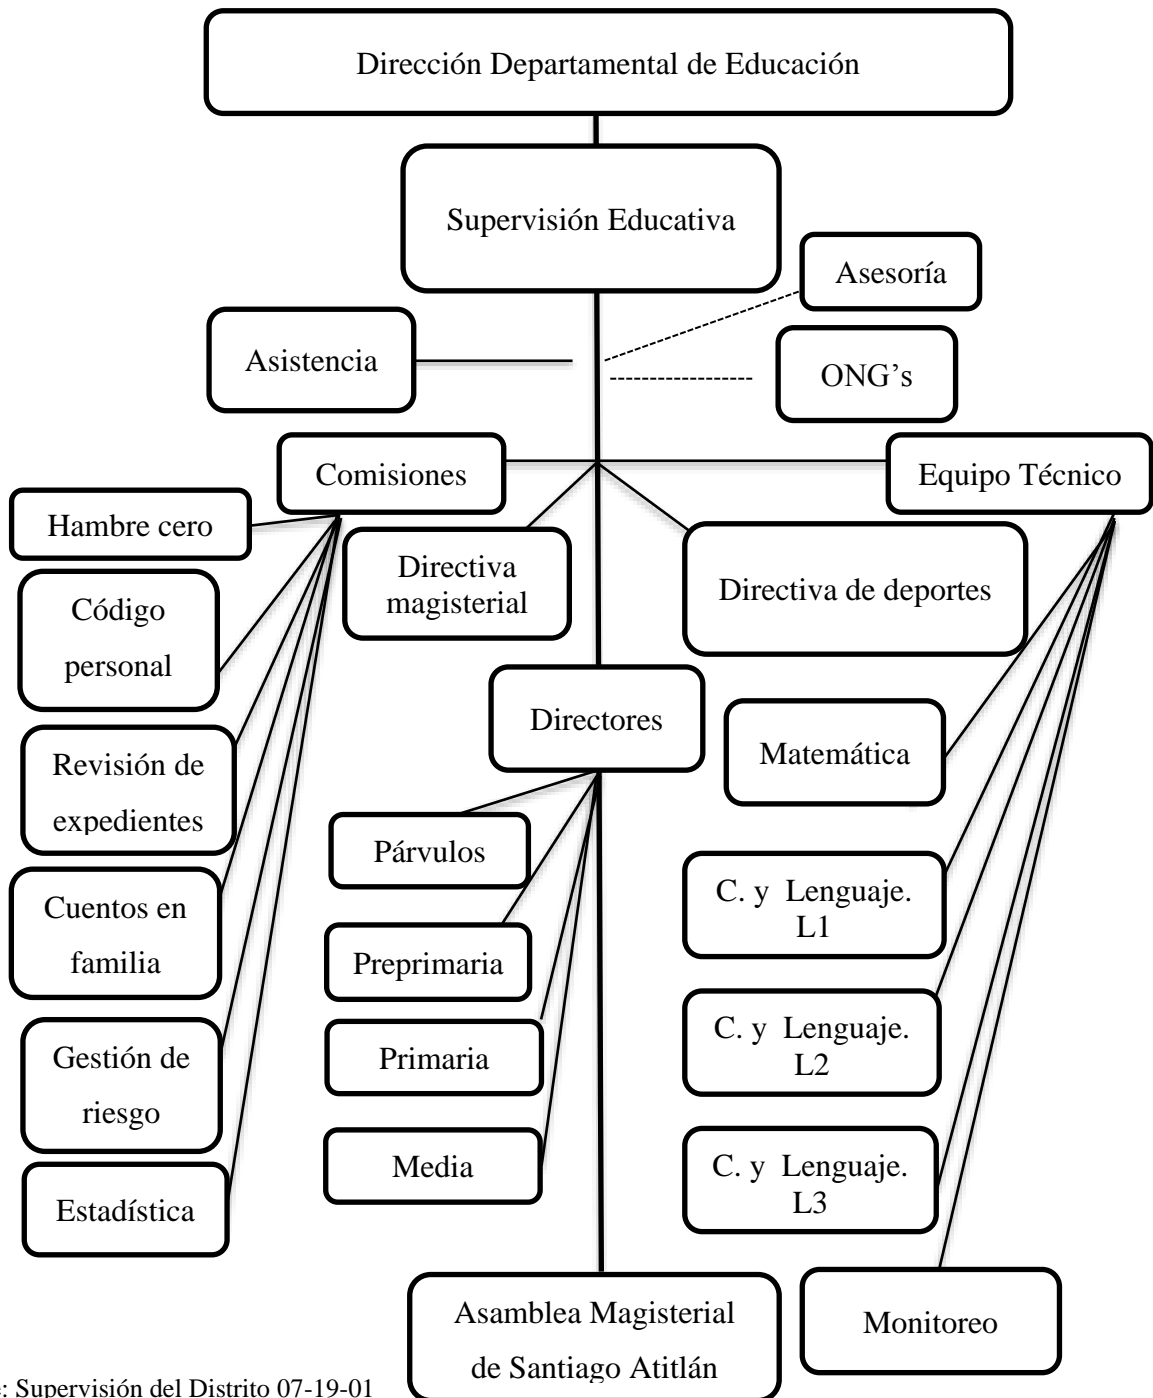 Dirección Departamental de Educación
Supervisión Educativa
Asesoría
Asistencia
ONG’s
Comisiones
Equipo Técnico
Hambre cero
Directiva
magisterial
Directiva de deportes
Código
personal
Directores
Matemática
Revisión de
expedientes
Párvulos
C. y  Lenguaje.
L1
Cuentos en
familia
Preprimaria
C. y  Lenguaje.
L2
Gestión de
riesgo
Primaria
C. y  Lenguaje.
L3
Media
Estadística
Asamblea Magisterial
de Santiago Atitlán
Monitoreo
: Supervisión del Distrito 07-19-01